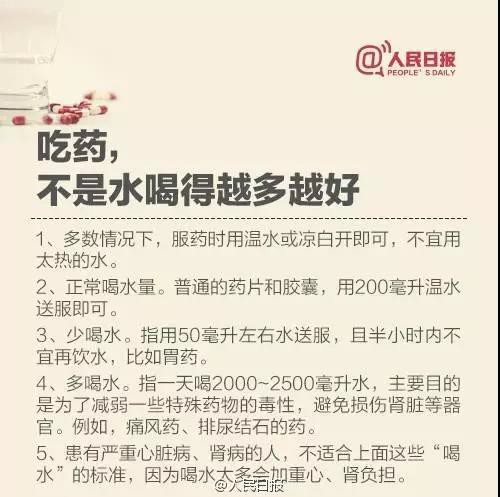 @人民日报
PEOPLE'S DAILY
吃药，
不是水喝得越多越好
1、多数情况下，服药时用温水或凉白开即可，不宜用
太热的水。
2、正常喝水量。普通的药片和胶囊，用200毫升温水
送服即可。
3、少喝水。指用50毫升左右水送服，且半小时内不
宜再饮水，比如胃药。
4、多喝水。指一天喝2000~2500毫升水，主要目的
是为了减弱一些特殊药物的毒性，避免损伤肾脏等器
官。例如，痛风药、排尿结石的药。
5、患有严重心脏病、肾病的人，不适合上面这些“喝
水”的标准，因为喝水太多会加重心、肾负担。
@人民日报